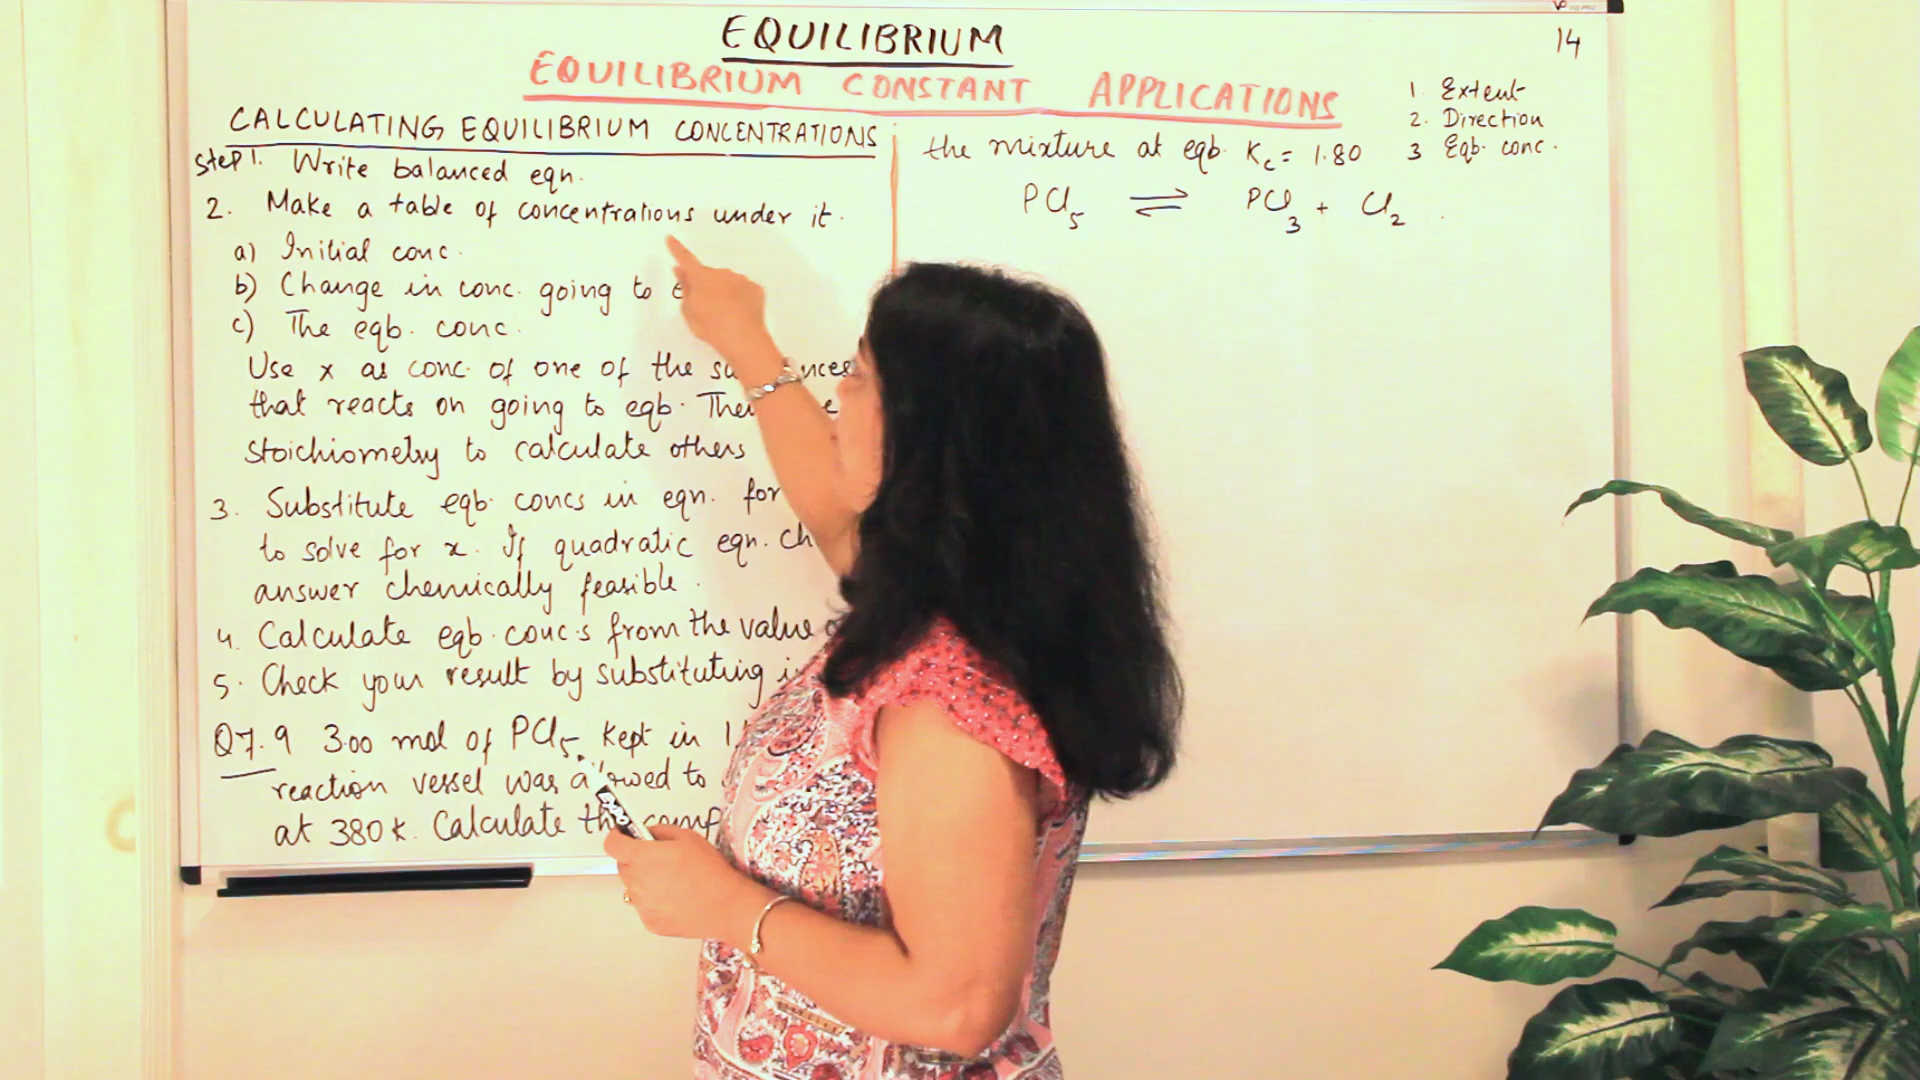 EQUILIBRIUM
14
EQUILIBRIUM CONSTANT APPLICATIONS
1. Extent
2. Direction
3 Eqb. conc.
CALCULATING EQUILIBRIUM CONCENTRATIONS
Step 1. Write balanced eqn.
2. Make a table of concentrations under it.
a) Initial conc.
b) Change in conc. going to
c) The eqb. conc.
Use x as conc. of one of the
that reacts on going to eqb.
stoichiometry to calculate others
3. Substitute eqb. concs in eqn. for
to solve for x. If quadratic eqn.
answer chemically feasible.
4. Calculate eqb. conc.s from the value
5. Check your result by substituting
Q7.9 3.00 mol of PCl5 kept in
reaction vessel was allowed to
at 380K. Calculate the
the mixture at eqb. Kc = 1.80
PCl5 ⇌ PCl3 + Cl2